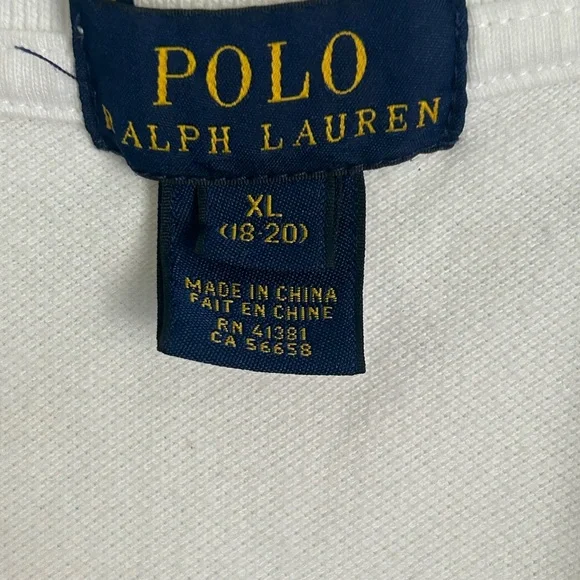 POLO
RALPH LAUREN
XL
(18-20)
MADE IN CHINA
FAIT EN CHINE
RN 41381
CA 56658